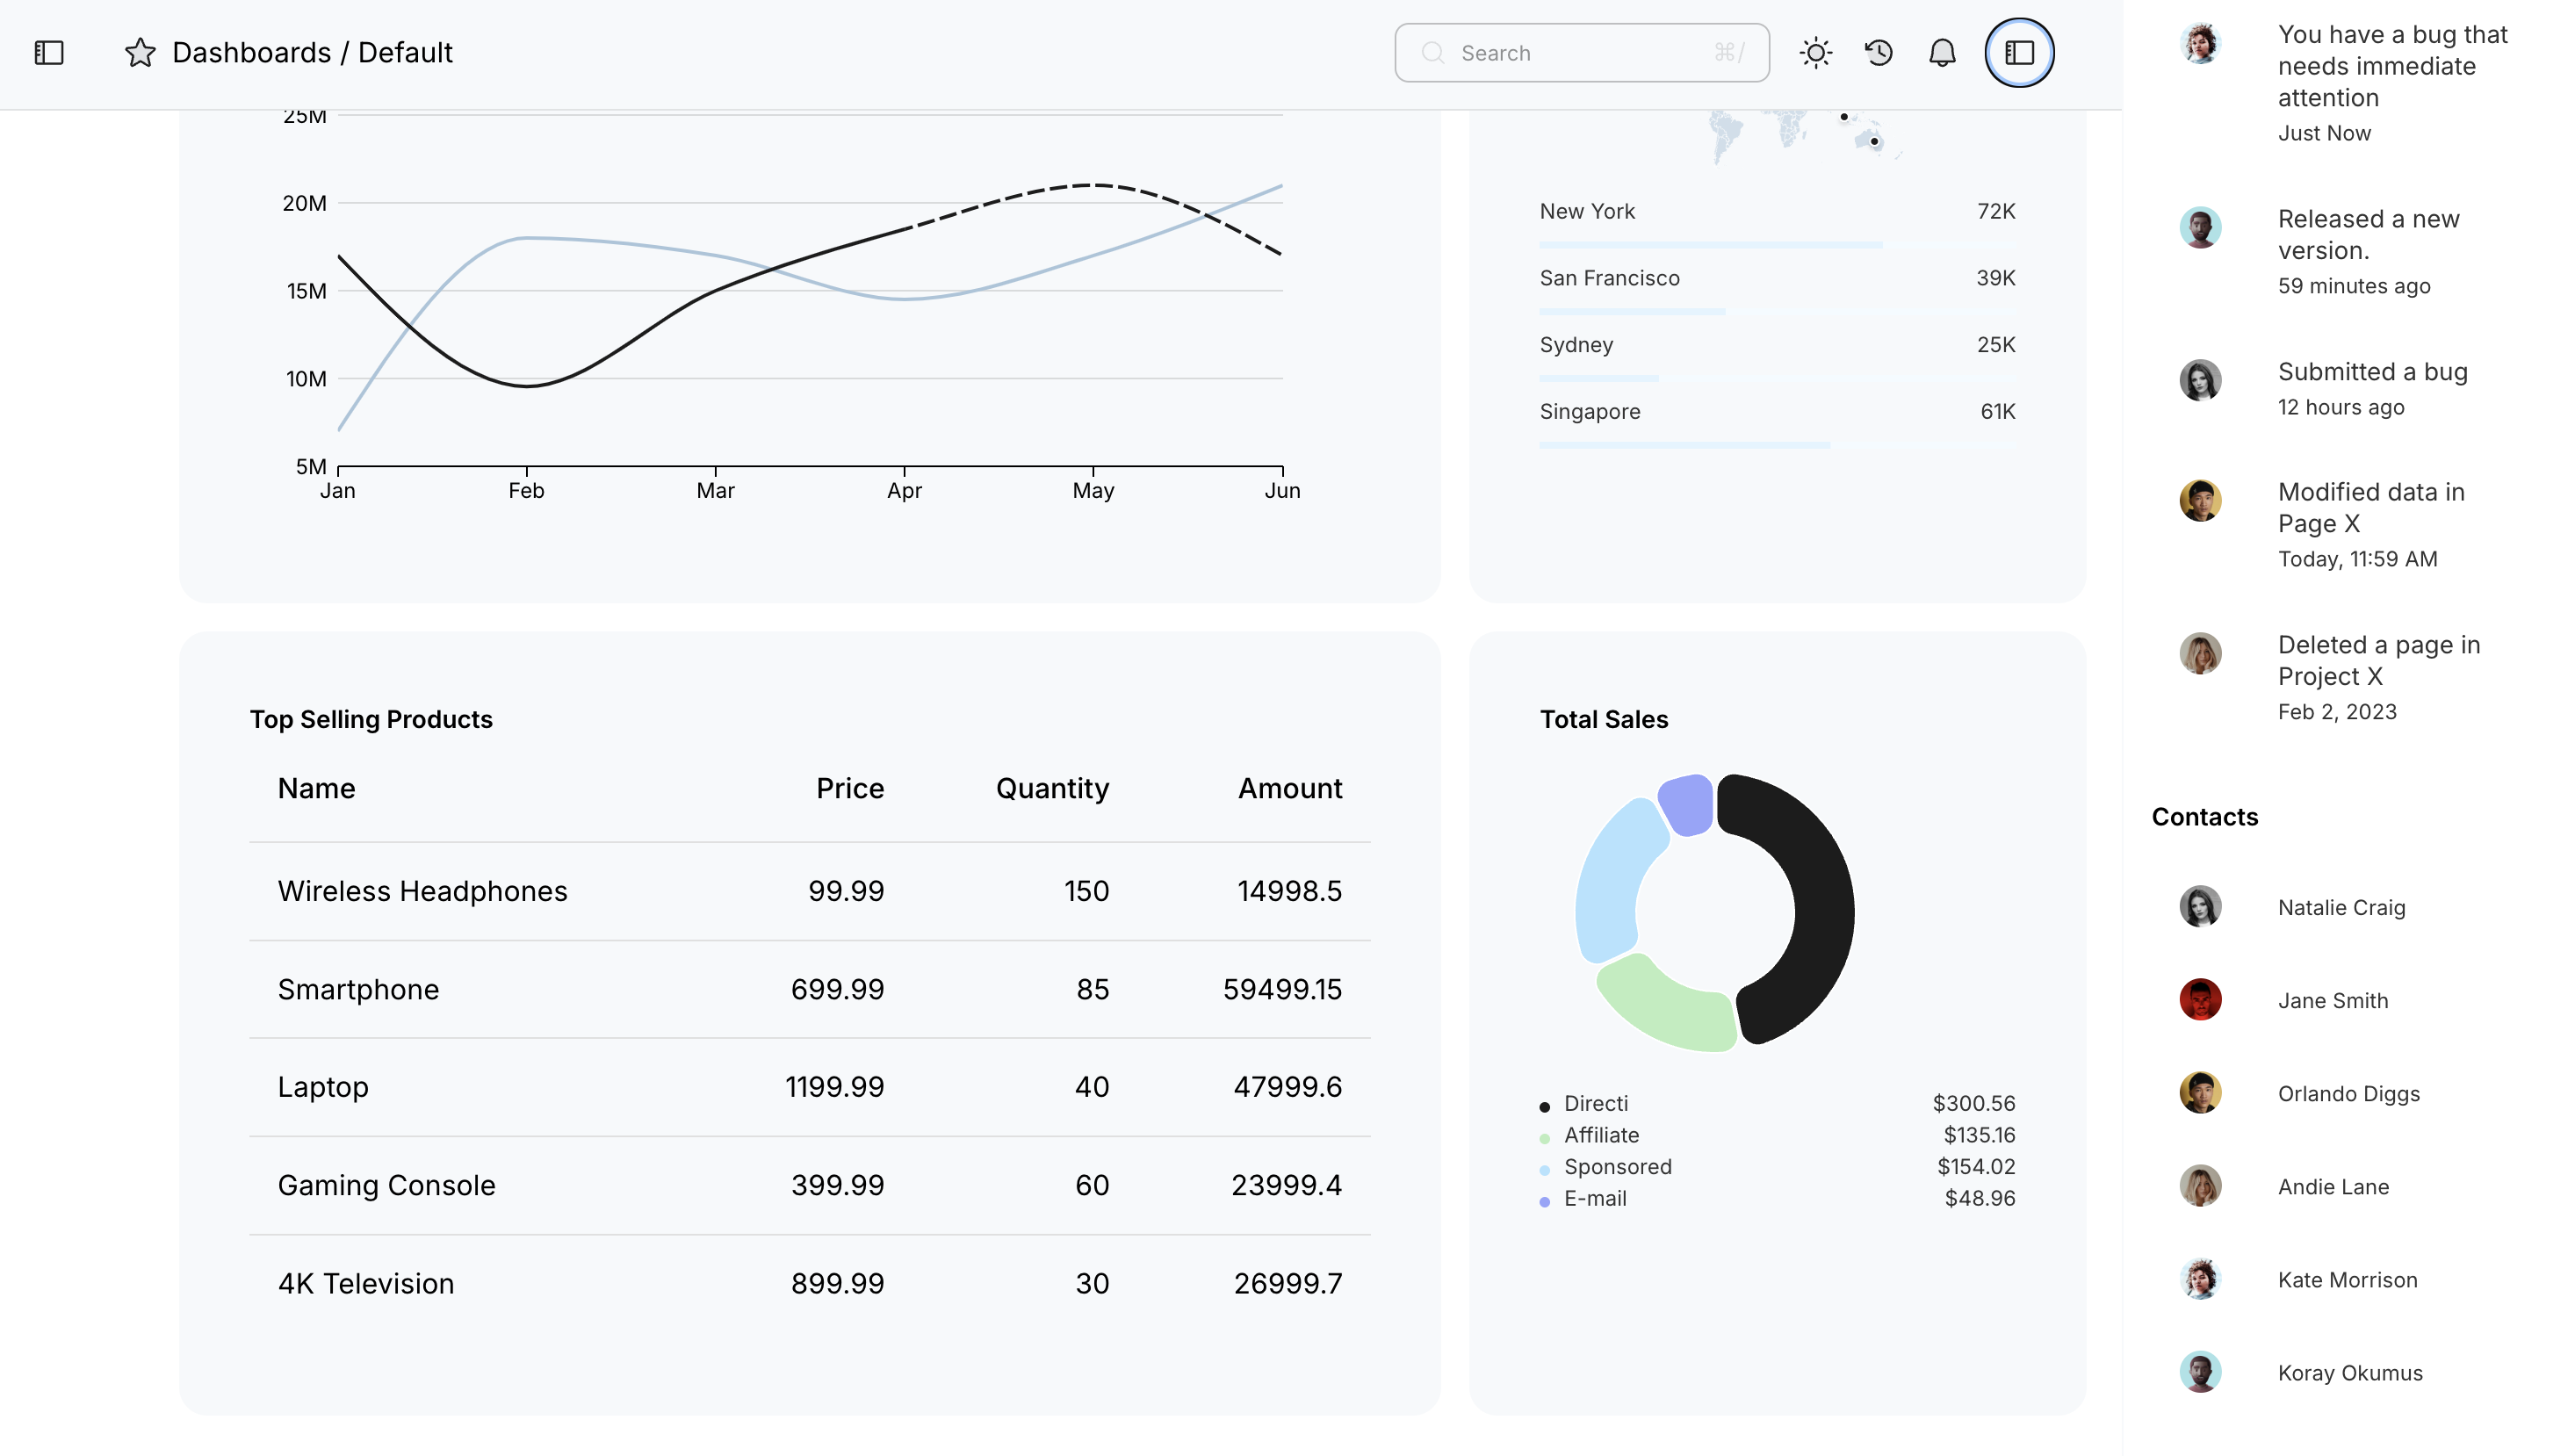 Dashboards / Default
Search ⌘/
25M
20M
15M
10M
5M
Jan Feb Mar Apr May Jun
New York 72K
San Francisco 39K
Sydney 25K
Singapore 61K
Top Selling Products
Name Price Quantity Amount
Wireless Headphones 99.99 150 14998.5
Smartphone 699.99 85 59499.15
Laptop 1199.99 40 47999.6
Gaming Console 399.99 60 23999.4
4K Television 899.99 30 26999.7
Total Sales
Directi $300.56
Affiliate $135.16
Sponsored $154.02
E-mail $48.96
You have a bug that
needs immediate
attention
Just Now
Released a new
version.
59 minutes ago
Submitted a bug
12 hours ago
Modified data in
Page X
Today, 11:59 AM
Deleted a page in
Project X
Feb 2, 2023
Contacts
Natalie Craig
Jane Smith
Orlando Diggs
Andie Lane
Kate Morrison
Koray Okumus